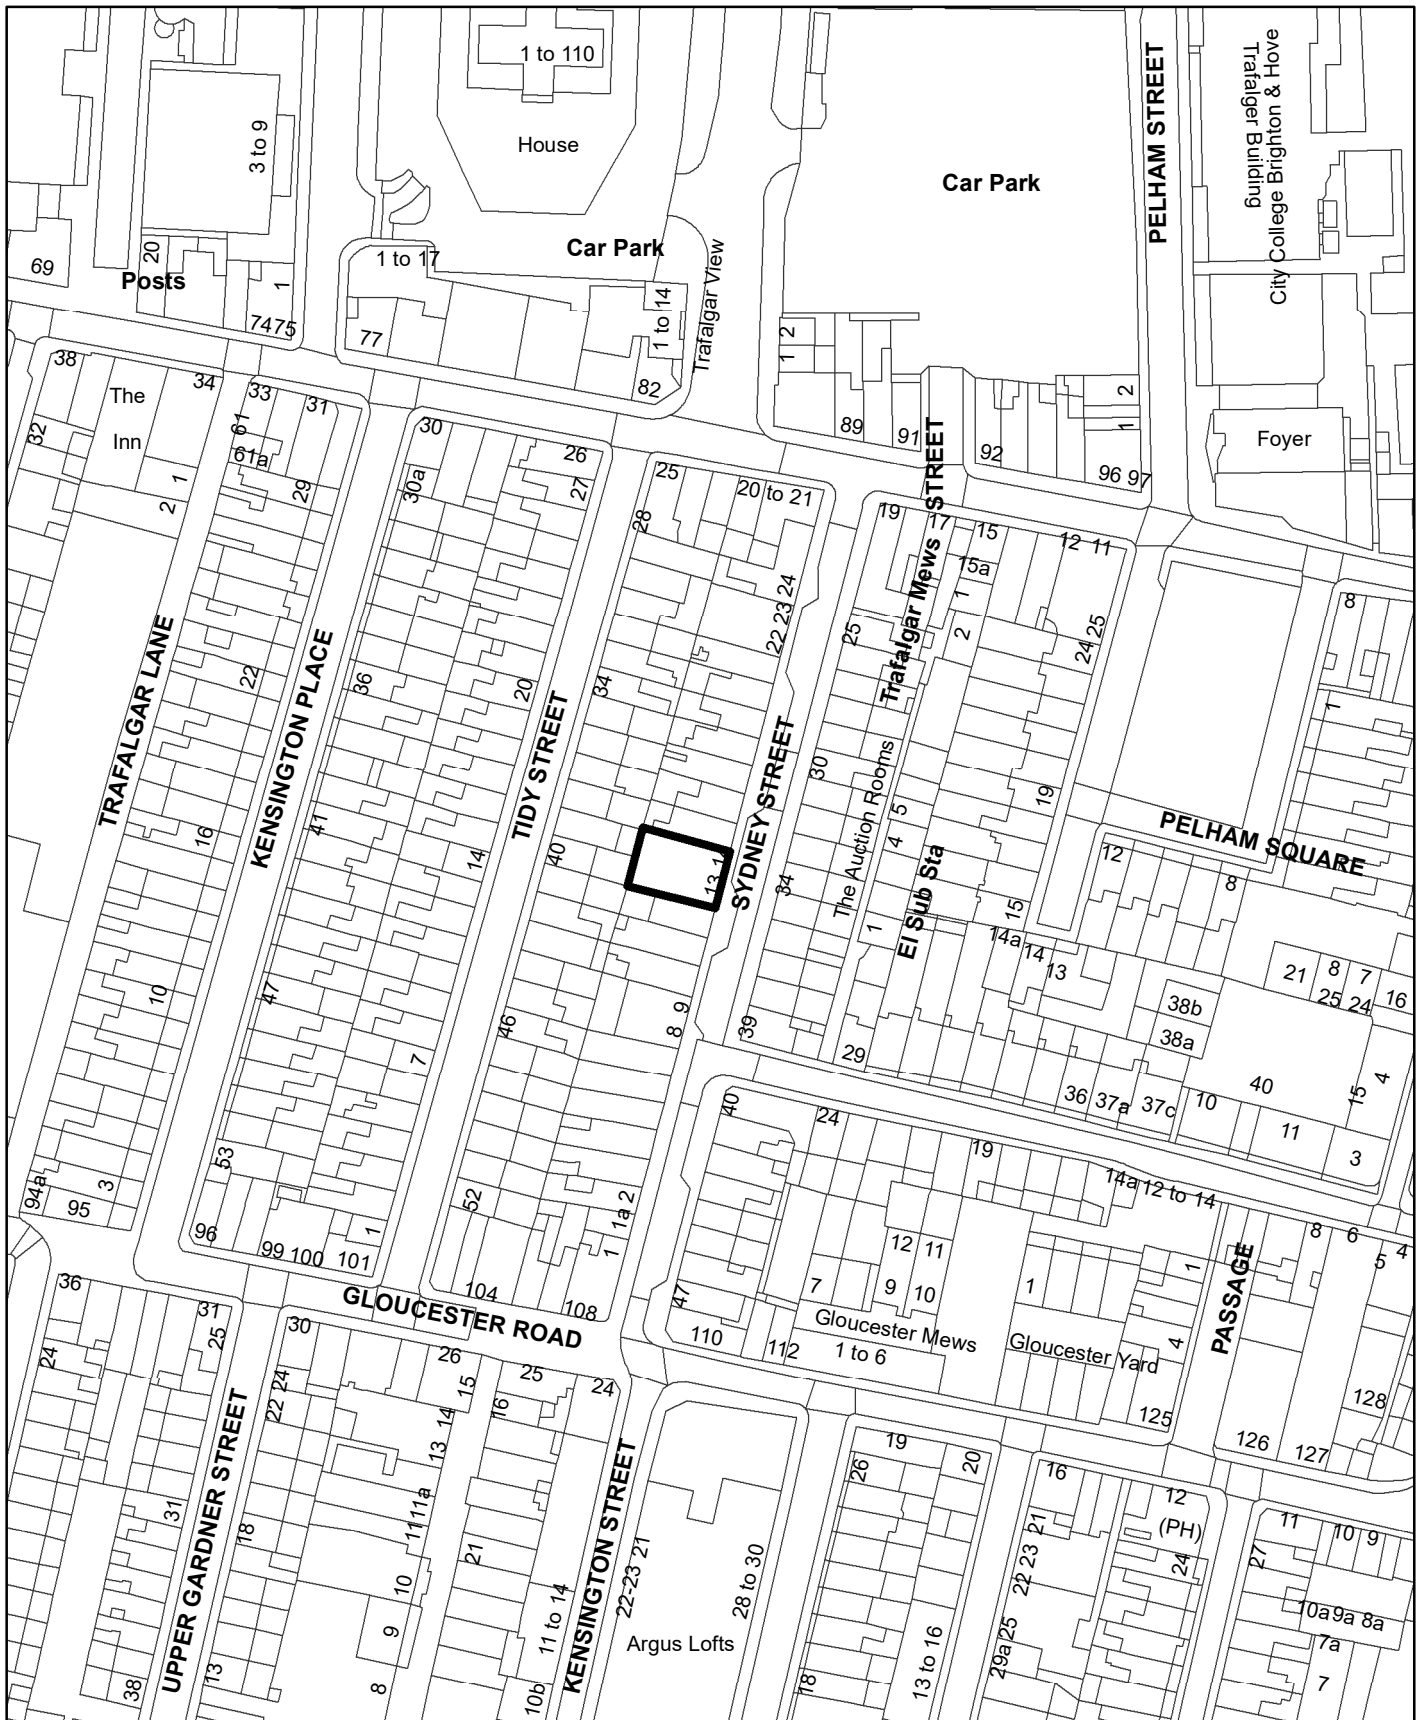 1 to 110
House
3 to 9
Car Park
PELHAM STREET
City College Brighton & Hove
Trafalger Building
69
20
Posts
1
7475
1 to 17
77
Car Park
1 to 14
Trafalgar View
82
2
1
89
91
92
2
1
96 97
Foyer
38
The
Inn
34
32
1
2
33
31
61
61a
29
30
30a
26
27
25
28
20 to 21
22 23 24
19
17
15
15a
1
2
12 11
Trafalgar Mews
STREET
25
24 25
8
1
TRAFALGAR LANE
22
16
10
KENSINGTON PLACE
36
41
47
53
20
14
7
TIDY STREET
34
40
46
52
SYDNEY STREET
13
9
8
30
34
39
The Auction Rooms
5
4
1
El Sub Sta
19
15
14a
14
13
PELHAM SQUARE
12
8
21
8
7
25
24
16
38b
38a
40
15
4
29
36
37a
37c
10
11
3
94a
95
3
96
99 100
101
1
104
108
1
1a 2
GLOUCESTER ROAD
40
24
19
14a
12 to 14
47
110
112
7
12
11
9
10
1
Gloucester Mews
1 to 6
Gloucester Yard
1
4
125
PASSAGE
8
6
5
4
128
126
127
36
31
25
24
30
22 24
26
15
14
13
25
16
24
UPPER GARDNER STREET
31
18
13
38
11
11a
10
9
8
21
11 to 14
10b
KENSINGTON STREET
22-23 21
28 to 30
Argus Lofts
19
20
26
18
13 to 16
16
21
22 23
25
29a
12
(PH)
24
11
10
9
27
10a
9a
8a
7a
7